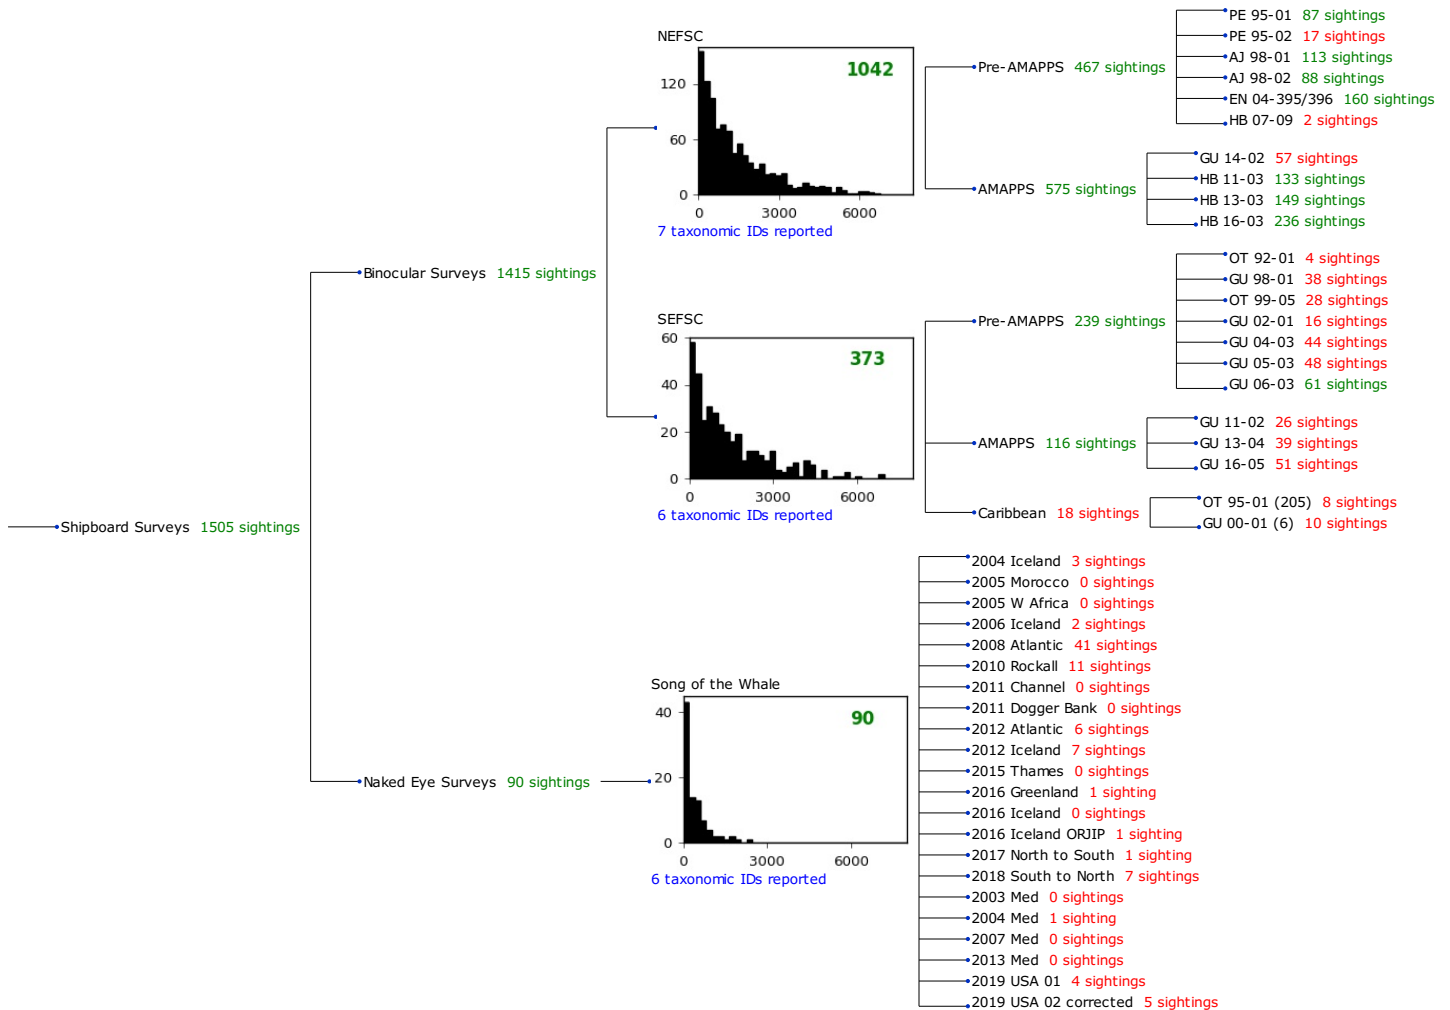 Shipboard Surveys 1505 sightings
Binocular Surveys 1415 sightings
NEFSC
1042
120
60
0
0 3000 6000
7 taxonomic IDs reported
Pre-AMAPPS 467 sightings
PE 95-01 87 sightings
PE 95-02 17 sightings
AJ 98-01 113 sightings
AJ 98-02 88 sightings
EN 04-395/396 160 sightings
HB 07-09 2 sightings
AMAPPS 575 sightings
GU 14-02 57 sightings
HB 11-03 133 sightings
HB 13-03 149 sightings
HB 16-03 236 sightings
SEFSC
373
60
40
20
0
0 3000 6000
6 taxonomic IDs reported
Pre-AMAPPS 239 sightings
OT 92-01 4 sightings
GU 98-01 38 sightings
OT 99-05 28 sightings
GU 02-01 16 sightings
GU 04-03 44 sightings
GU 05-03 48 sightings
GU 06-03 61 sightings
AMAPPS 116 sightings
GU 11-02 26 sightings
GU 13-04 39 sightings
GU 16-05 51 sightings
Caribbean 18 sightings
OT 95-01 (205) 8 sightings
GU 00-01 (6) 10 sightings
Naked Eye Surveys 90 sightings
Song of the Whale
90
40
20
0
0 3000 6000
6 taxonomic IDs reported
2004 Iceland 3 sightings
2005 Morocco 0 sightings
2005 W Africa 0 sightings
2006 Iceland 2 sightings
2008 Atlantic 41 sightings
2010 Rockall 11 sightings
2011 Channel 0 sightings
2011 Dogger Bank 0 sightings
2012 Atlantic 6 sightings
2012 Iceland 7 sightings
2015 Thames 0 sightings
2016 Greenland 1 sighting
2016 Iceland 0 sightings
2016 Iceland ORJIP 1 sighting
2017 North to South 1 sighting
2018 South to North 7 sightings
2003 Med 0 sightings
2004 Med 1 sighting
2007 Med 0 sightings
2013 Med 0 sightings
2019 USA 01 4 sightings
2019 USA 02 corrected 5 sightings